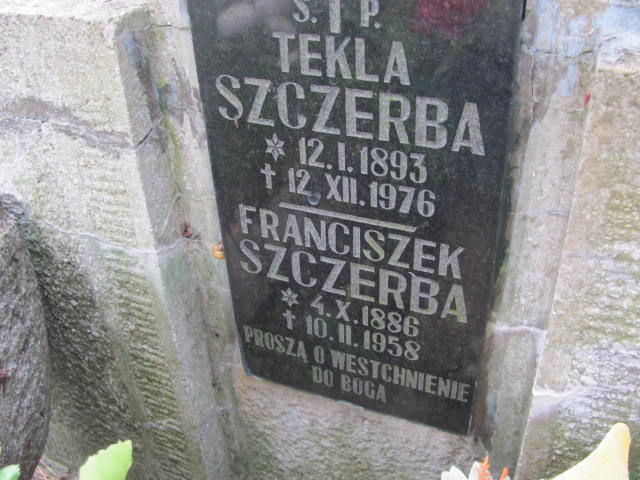 Ś. † P.
TEKLA
SZCZERBA
* 12.I.1893
† 12.XII.1976
FRANCISZEK
SZCZERBA
* 4.X.1886
† 10.II.1958
PROSZĄ O WESTCHNIENIE
DO BOGA